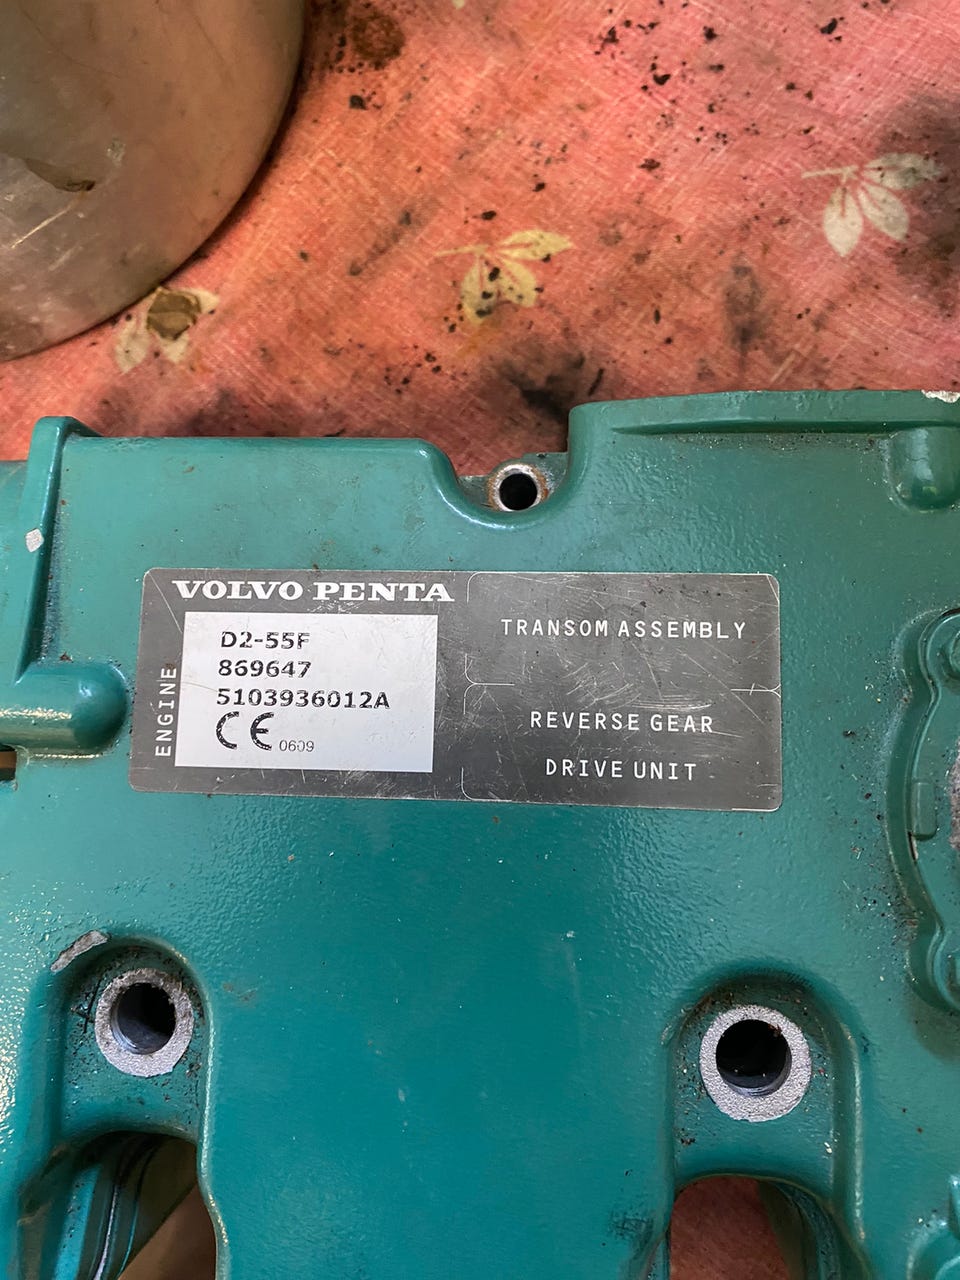 VOLVO PENTA
ENGINE
D2-55F
869647
5103936012A
CE 0609
TRANSOM ASSEMBLY
REVERSE GEAR
DRIVE UNIT